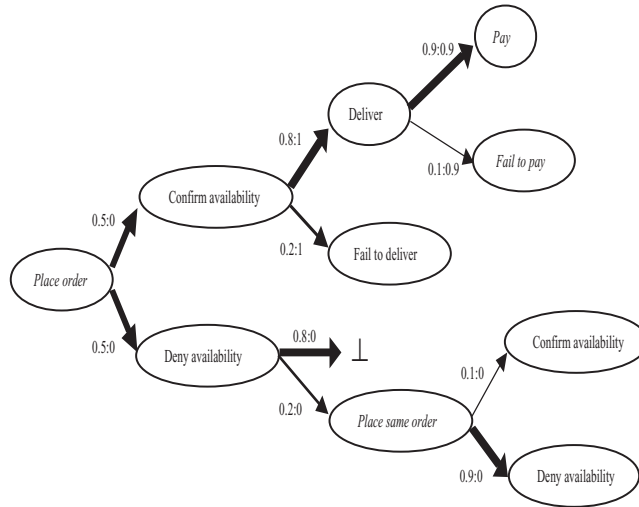 Pay
0.9:0.9
Deliver
0.8:1
Fail to pay
0.1:0.9
Confirm availability
0.5:0
0.2:1
Fail to deliver
Place order
0.5:0
Deny availability
0.8:0
⊥
Confirm availability
0.1:0
0.2:0
Place same order
0.9:0
Deny availability